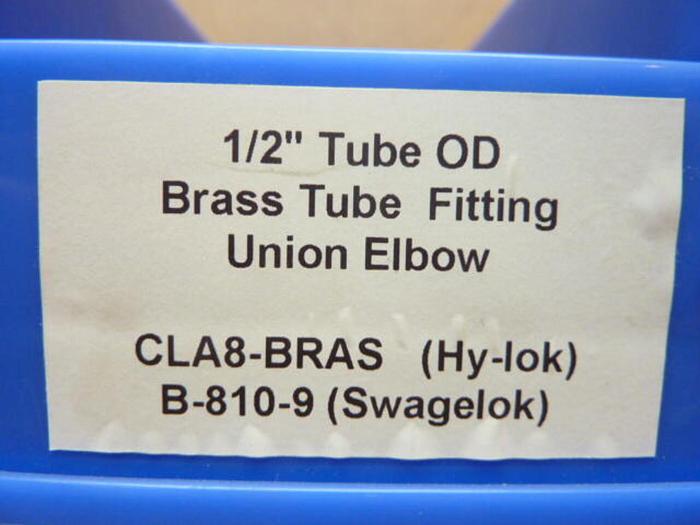 1/2" Tube OD
Brass Tube Fitting
Union Elbow
CLA8-BRAS (Hy-lok)
B-810-9 (Swagelok)